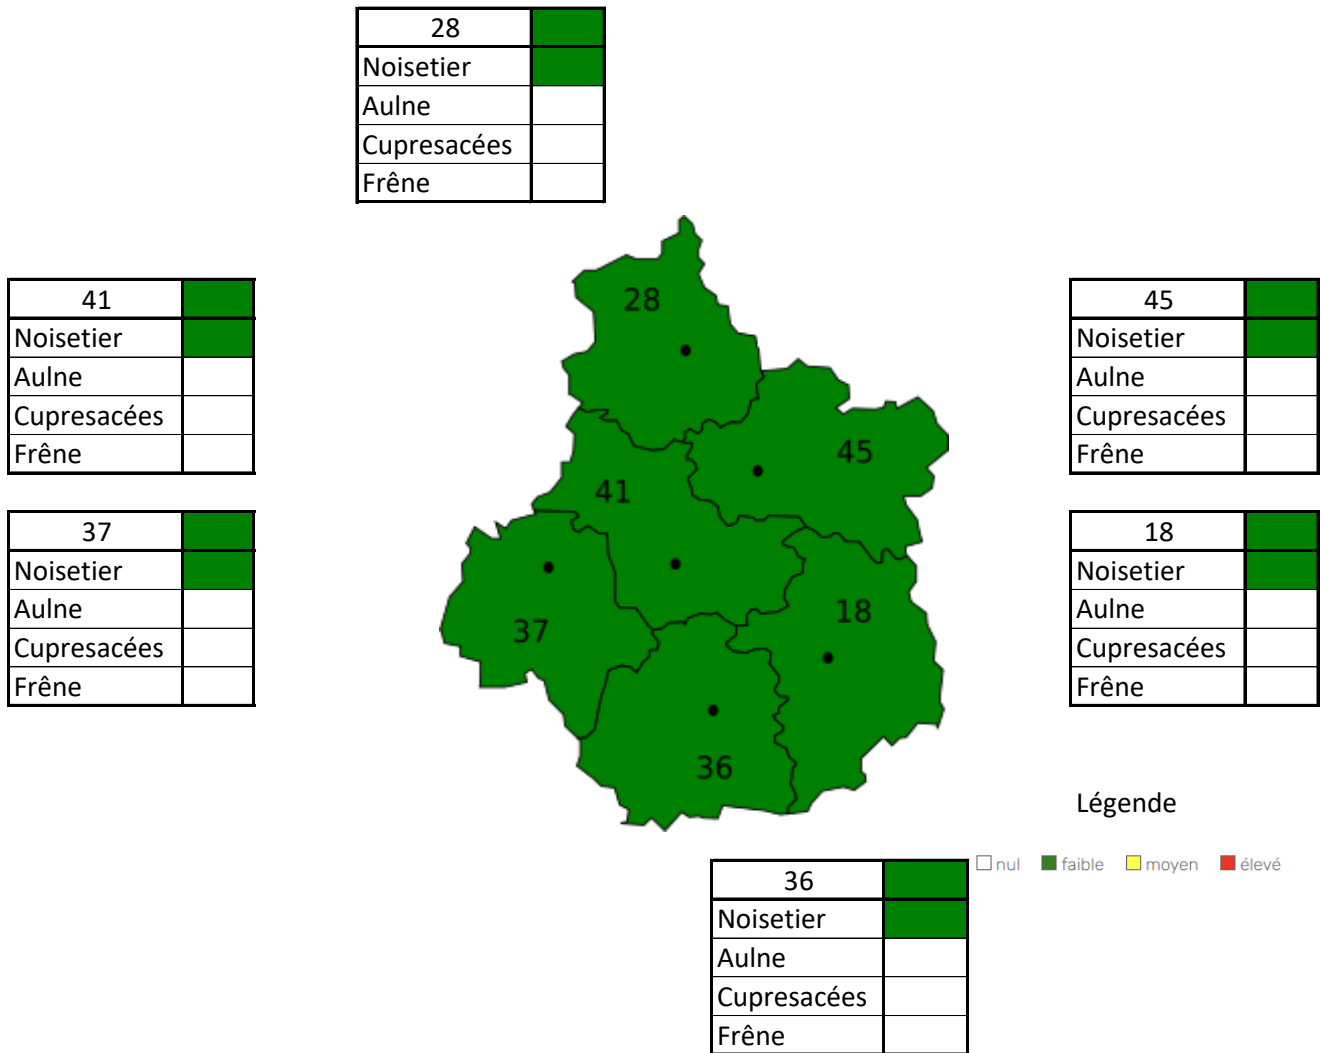 28
Noisetier
Aulne
Cupresacées
Frêne
41
Noisetier
Aulne
Cupresacées
Frêne
37
Noisetier
Aulne
Cupresacées
Frêne
28
45
41
37
18
36
45
Noisetier
Aulne
Cupresacées
Frêne
18
Noisetier
Aulne
Cupresacées
Frêne
Légende
nul faible moyen élevé
36
Noisetier
Aulne
Cupresacées
Frêne